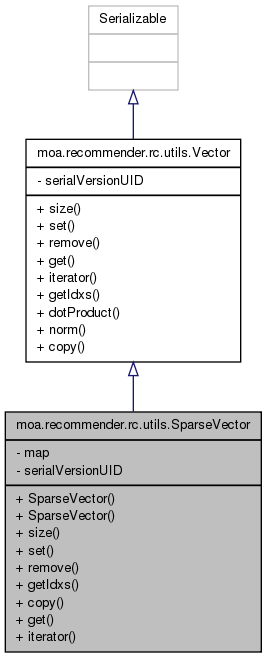 Serializable
moa.recommender.rc.utils.Vector
- serialVersionUID
+ size()
+ set()
+ remove()
+ get()
+ iterator()
+ getIdxs()
+ dotProduct()
+ norm()
+ copy()
moa.recommender.rc.utils.SparseVector
- map
- serialVersionUID
+ SparseVector()
+ SparseVector()
+ size()
+ set()
+ remove()
+ getIdxs()
+ copy()
+ get()
+ iterator()